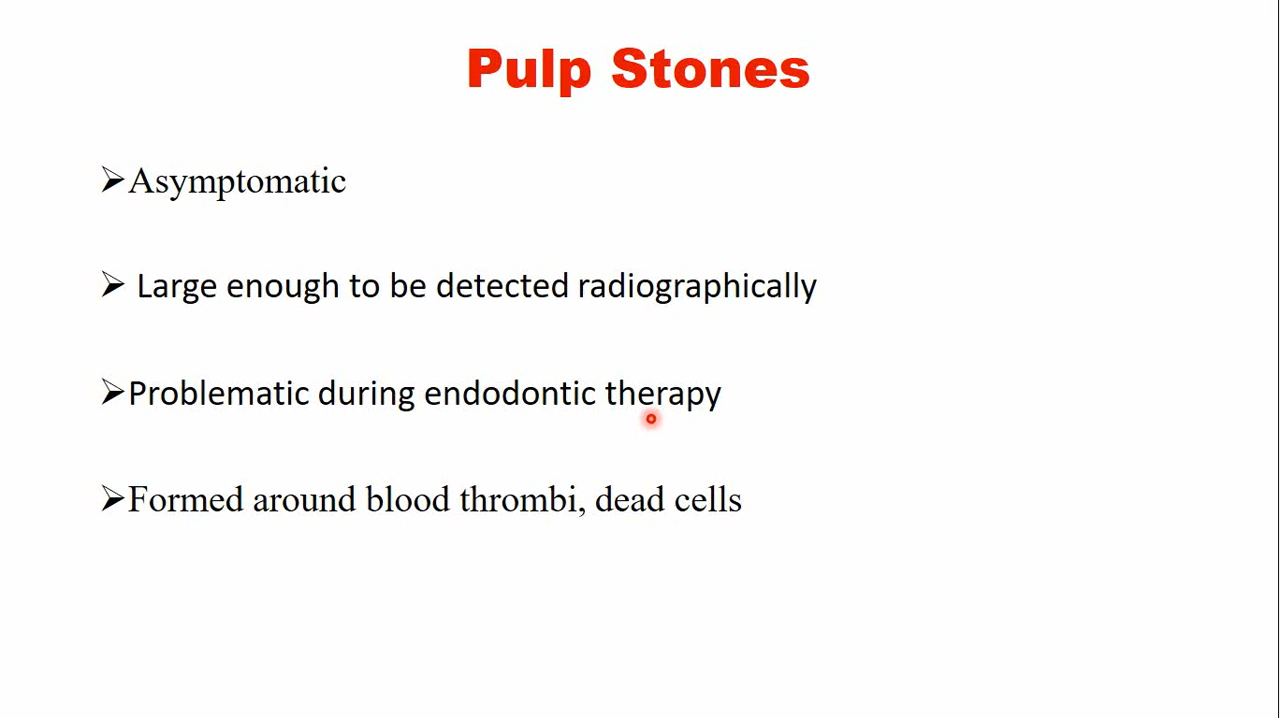 Pulp Stones
➢Asymptomatic
➢ Large enough to be detected radiographically
➢Problematic during endodontic therapy
➢Formed around blood thrombi, dead cells